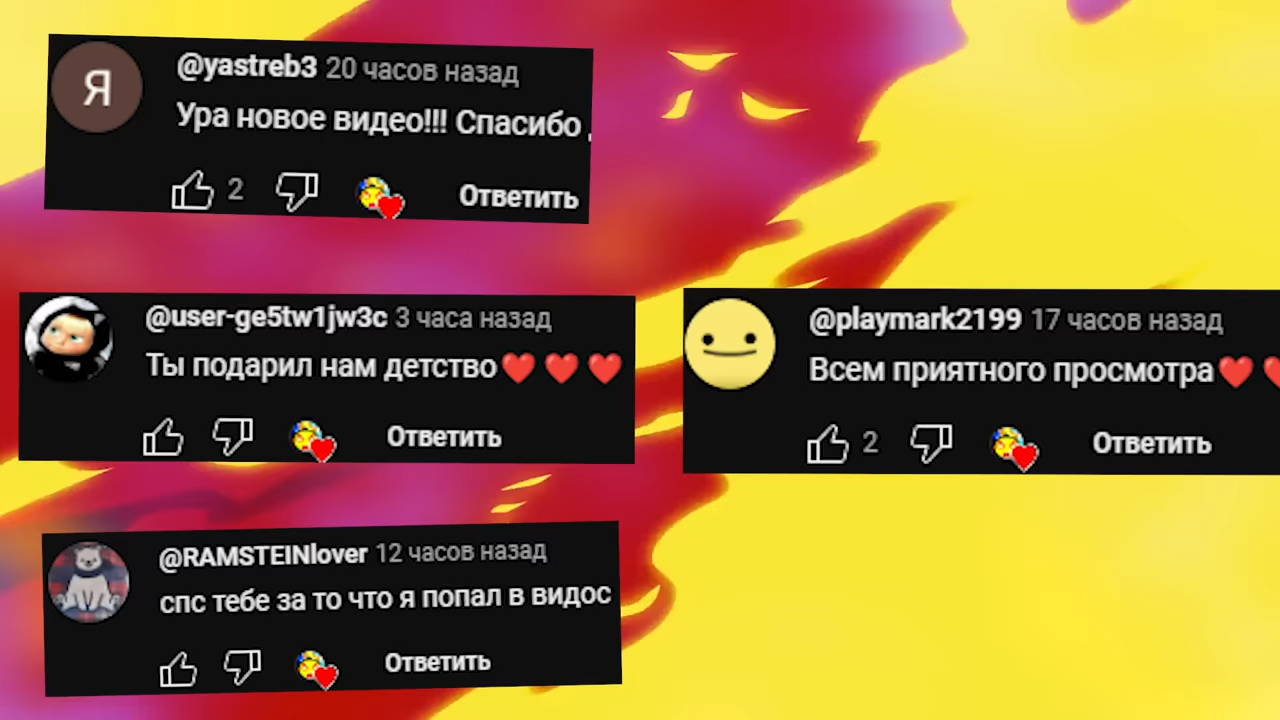 Я
@yastreb3 20 часов назад
Ура новое видео!!! Спасибо
2
Ответить
@user-ge5tw1jw3c 3 часа назад
Ты подарил нам детство❤️❤️❤️
Ответить
@playmark2199 17 часов назад
Всем приятного просмотра❤️
2
Ответить
@RAMSTEINlover 12 часов назад
спс тебе за то что я попал в видос
Ответить